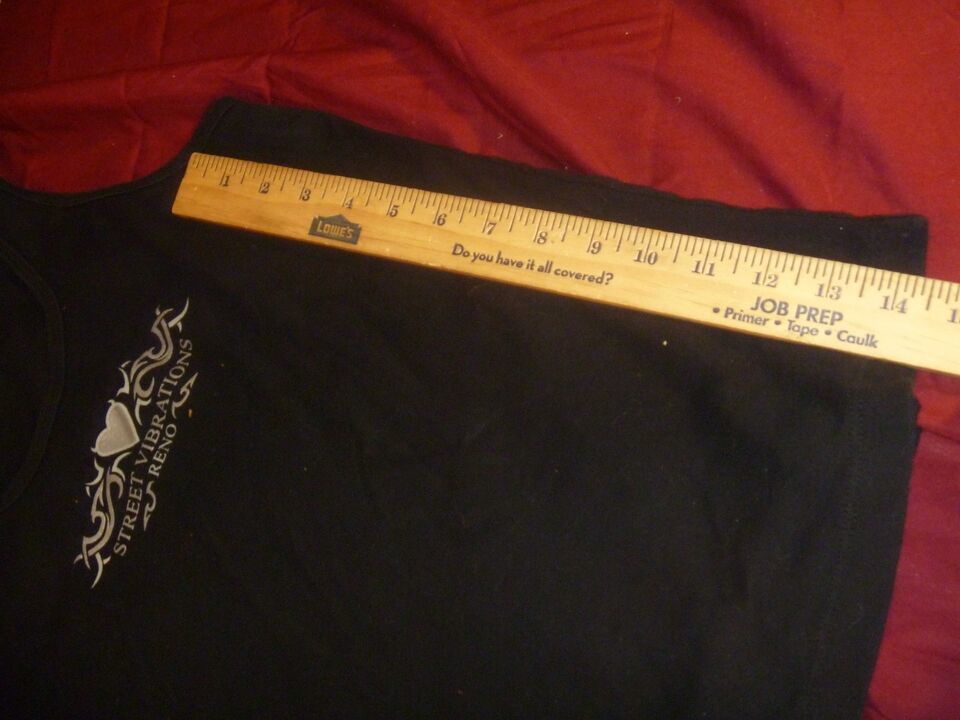 1 2 3 4 5 6 7 8 9 10 11 12 13 14
LOWE'S
Do you have it all covered?
JOB PREP
• Primer • Tape • Caulk
STREET VIBRATIONS
RENO